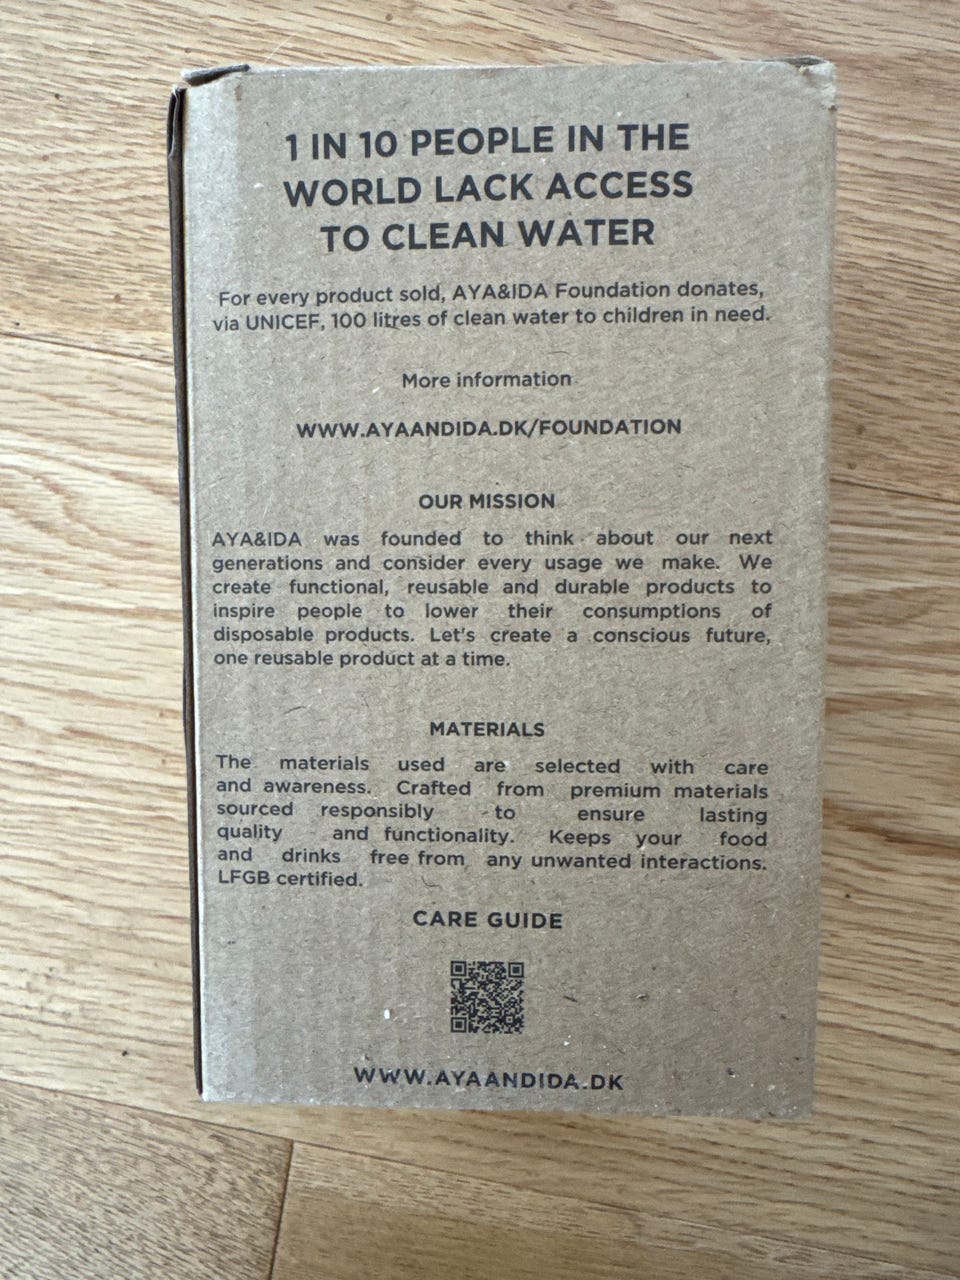 1 IN 10 PEOPLE IN THE
WORLD LACK ACCESS
TO CLEAN WATER
For every product sold, AYA&IDA Foundation donates,
via UNICEF, 100 litres of clean water to children in need.
More information
WWW.AYAANDIDA.DK/FOUNDATION
OUR MISSION
AYA&IDA was founded to think about our next
generations and consider every usage we make. We
create functional, reusable and durable products to
inspire people to lower their consumptions of
disposable products. Let's create a conscious future,
one reusable product at a time.
MATERIALS
The materials used are selected with care
and awareness. Crafted from premium materials
sourced responsibly to ensure lasting
quality and functionality. Keeps your food
and drinks free from any unwanted interactions.
LFGB certified.
CARE GUIDE
WWW.AYAANDIDA.DK